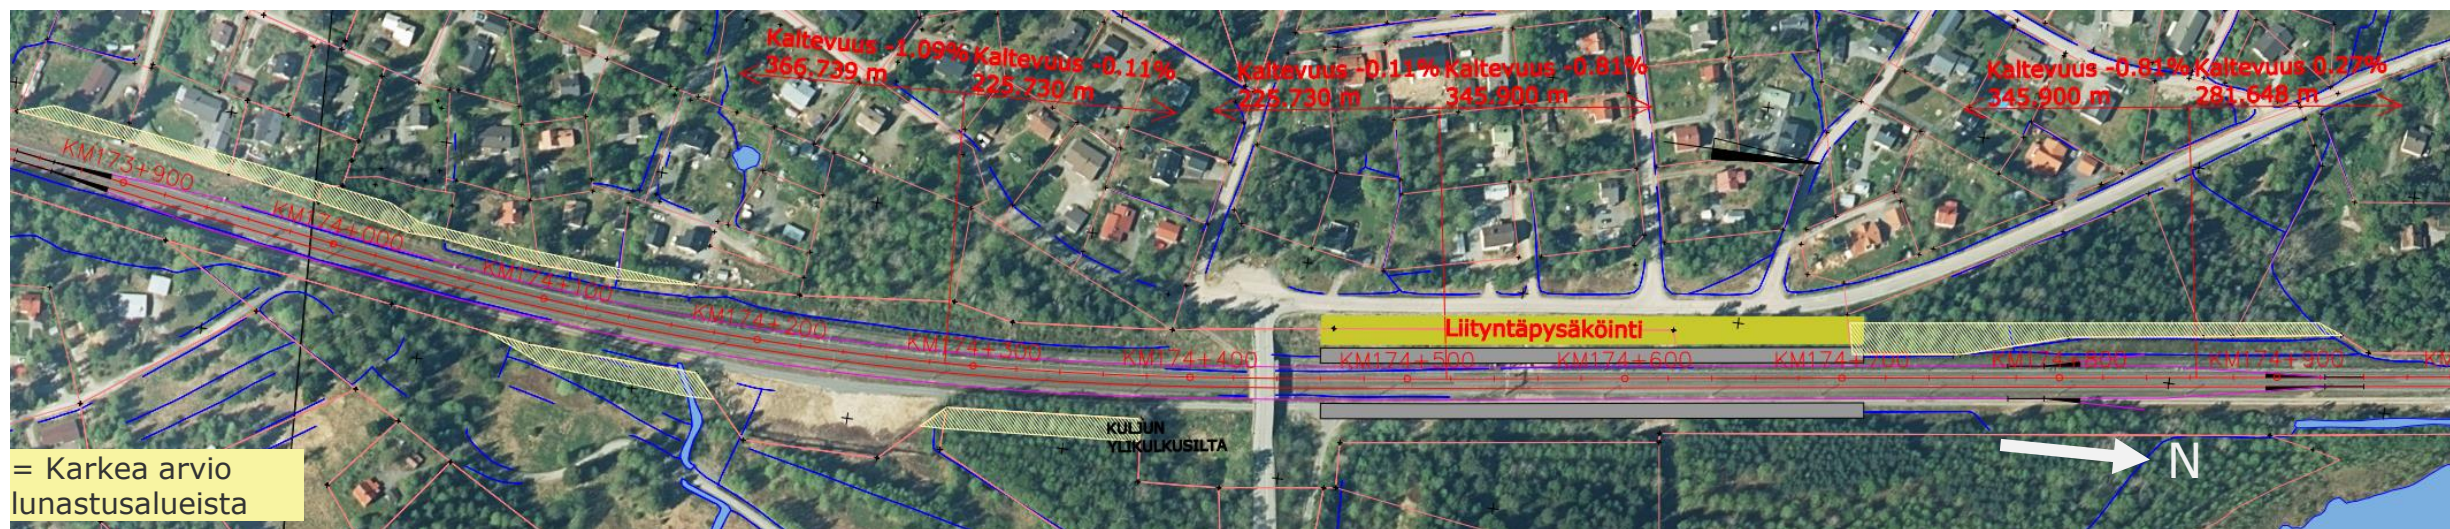 Kaltevuus -1.09% Kaltevuus -0.11%
366.739 m 225.730 m
Kaltevuus -0.11% Kaltevuus -0.81%
225.730 m 345.900 m
Kaltevuus -0.81% Kaltevuus 0.27%
345.900 m 281.648 m
KM173+900
KM174+000
KM174+100
KM174+200
KM174+300
KM174+400
Liityntäpysäköinti
KM174+500
KM174+600
KM174+700
KM174+800
KM174+900
KULJUN
YLIKULKUSILTA
N
= Karkea arvio
lunastusalueista